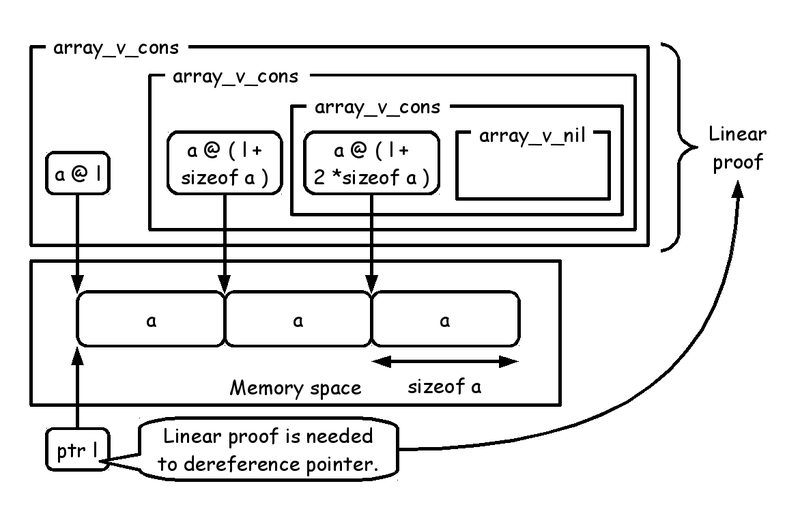 array_v_cons
array_v_cons
array_v_cons
array_v_nil
a @ l
a @ ( l +
sizeof a )
a @ ( l +
2 *sizeof a )
Linear
proof
a
a
a
Memory space
sizeof a
ptr l
Linear proof is needed
to dereference pointer.